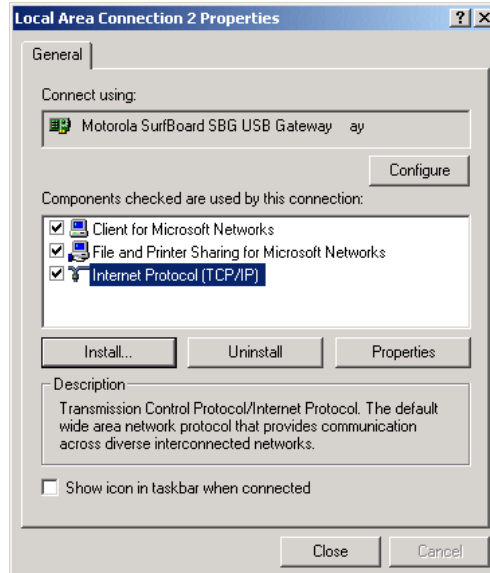 Local Area Connection 2 Properties
General
Connect using:
Motorola SurfBoard SBG USB Gateway ay
Configure
Components checked are used by this connection:
Client for Microsoft Networks
File and Printer Sharing for Microsoft Networks
Internet Protocol (TCP/IP)
Install... Uninstall Properties
Description
Transmission Control Protocol/Internet Protocol. The default
wide area network protocol that provides communication
across diverse interconnected networks.
Show icon in taskbar when connected
Close Cancel